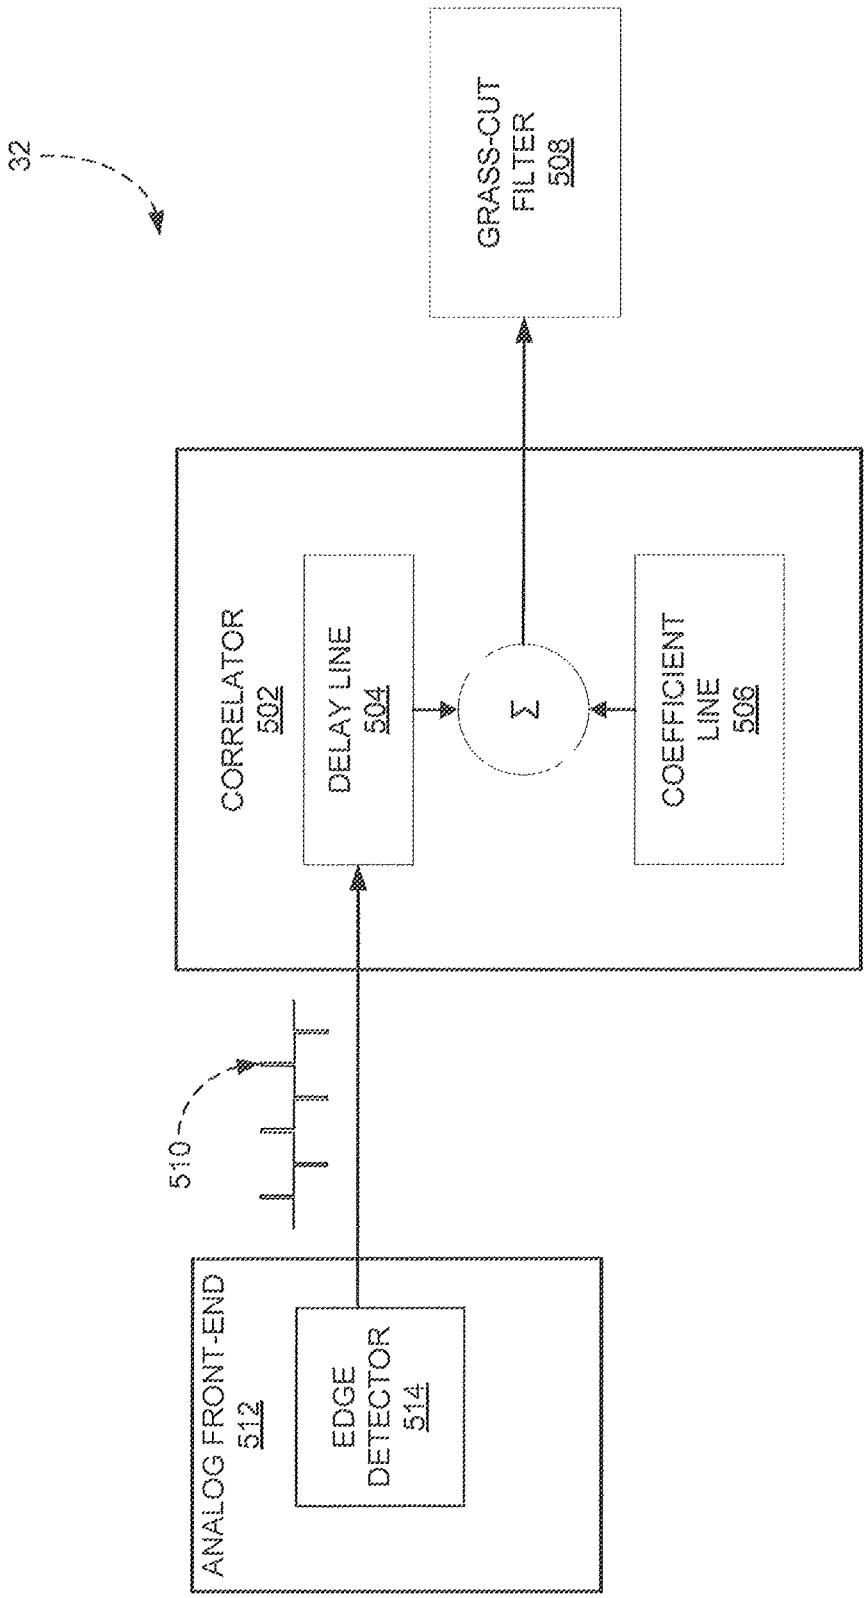 32
ANALOG FRONT-END
512
EDGE
DETECTOR
514
510
CORRELATOR
502
DELAY LINE
504
Σ
COEFFICIENT
LINE
506
GRASS-CUT
FILTER
508